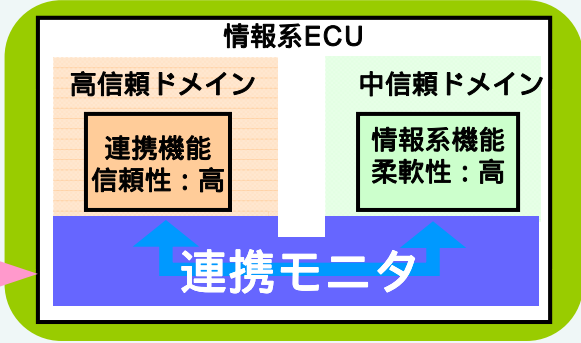 情報系ECU
高信頼ドメイン
中信頼ドメイン
連携機能
信頼性：高
情報系機能
柔軟性：高
連携モニタ